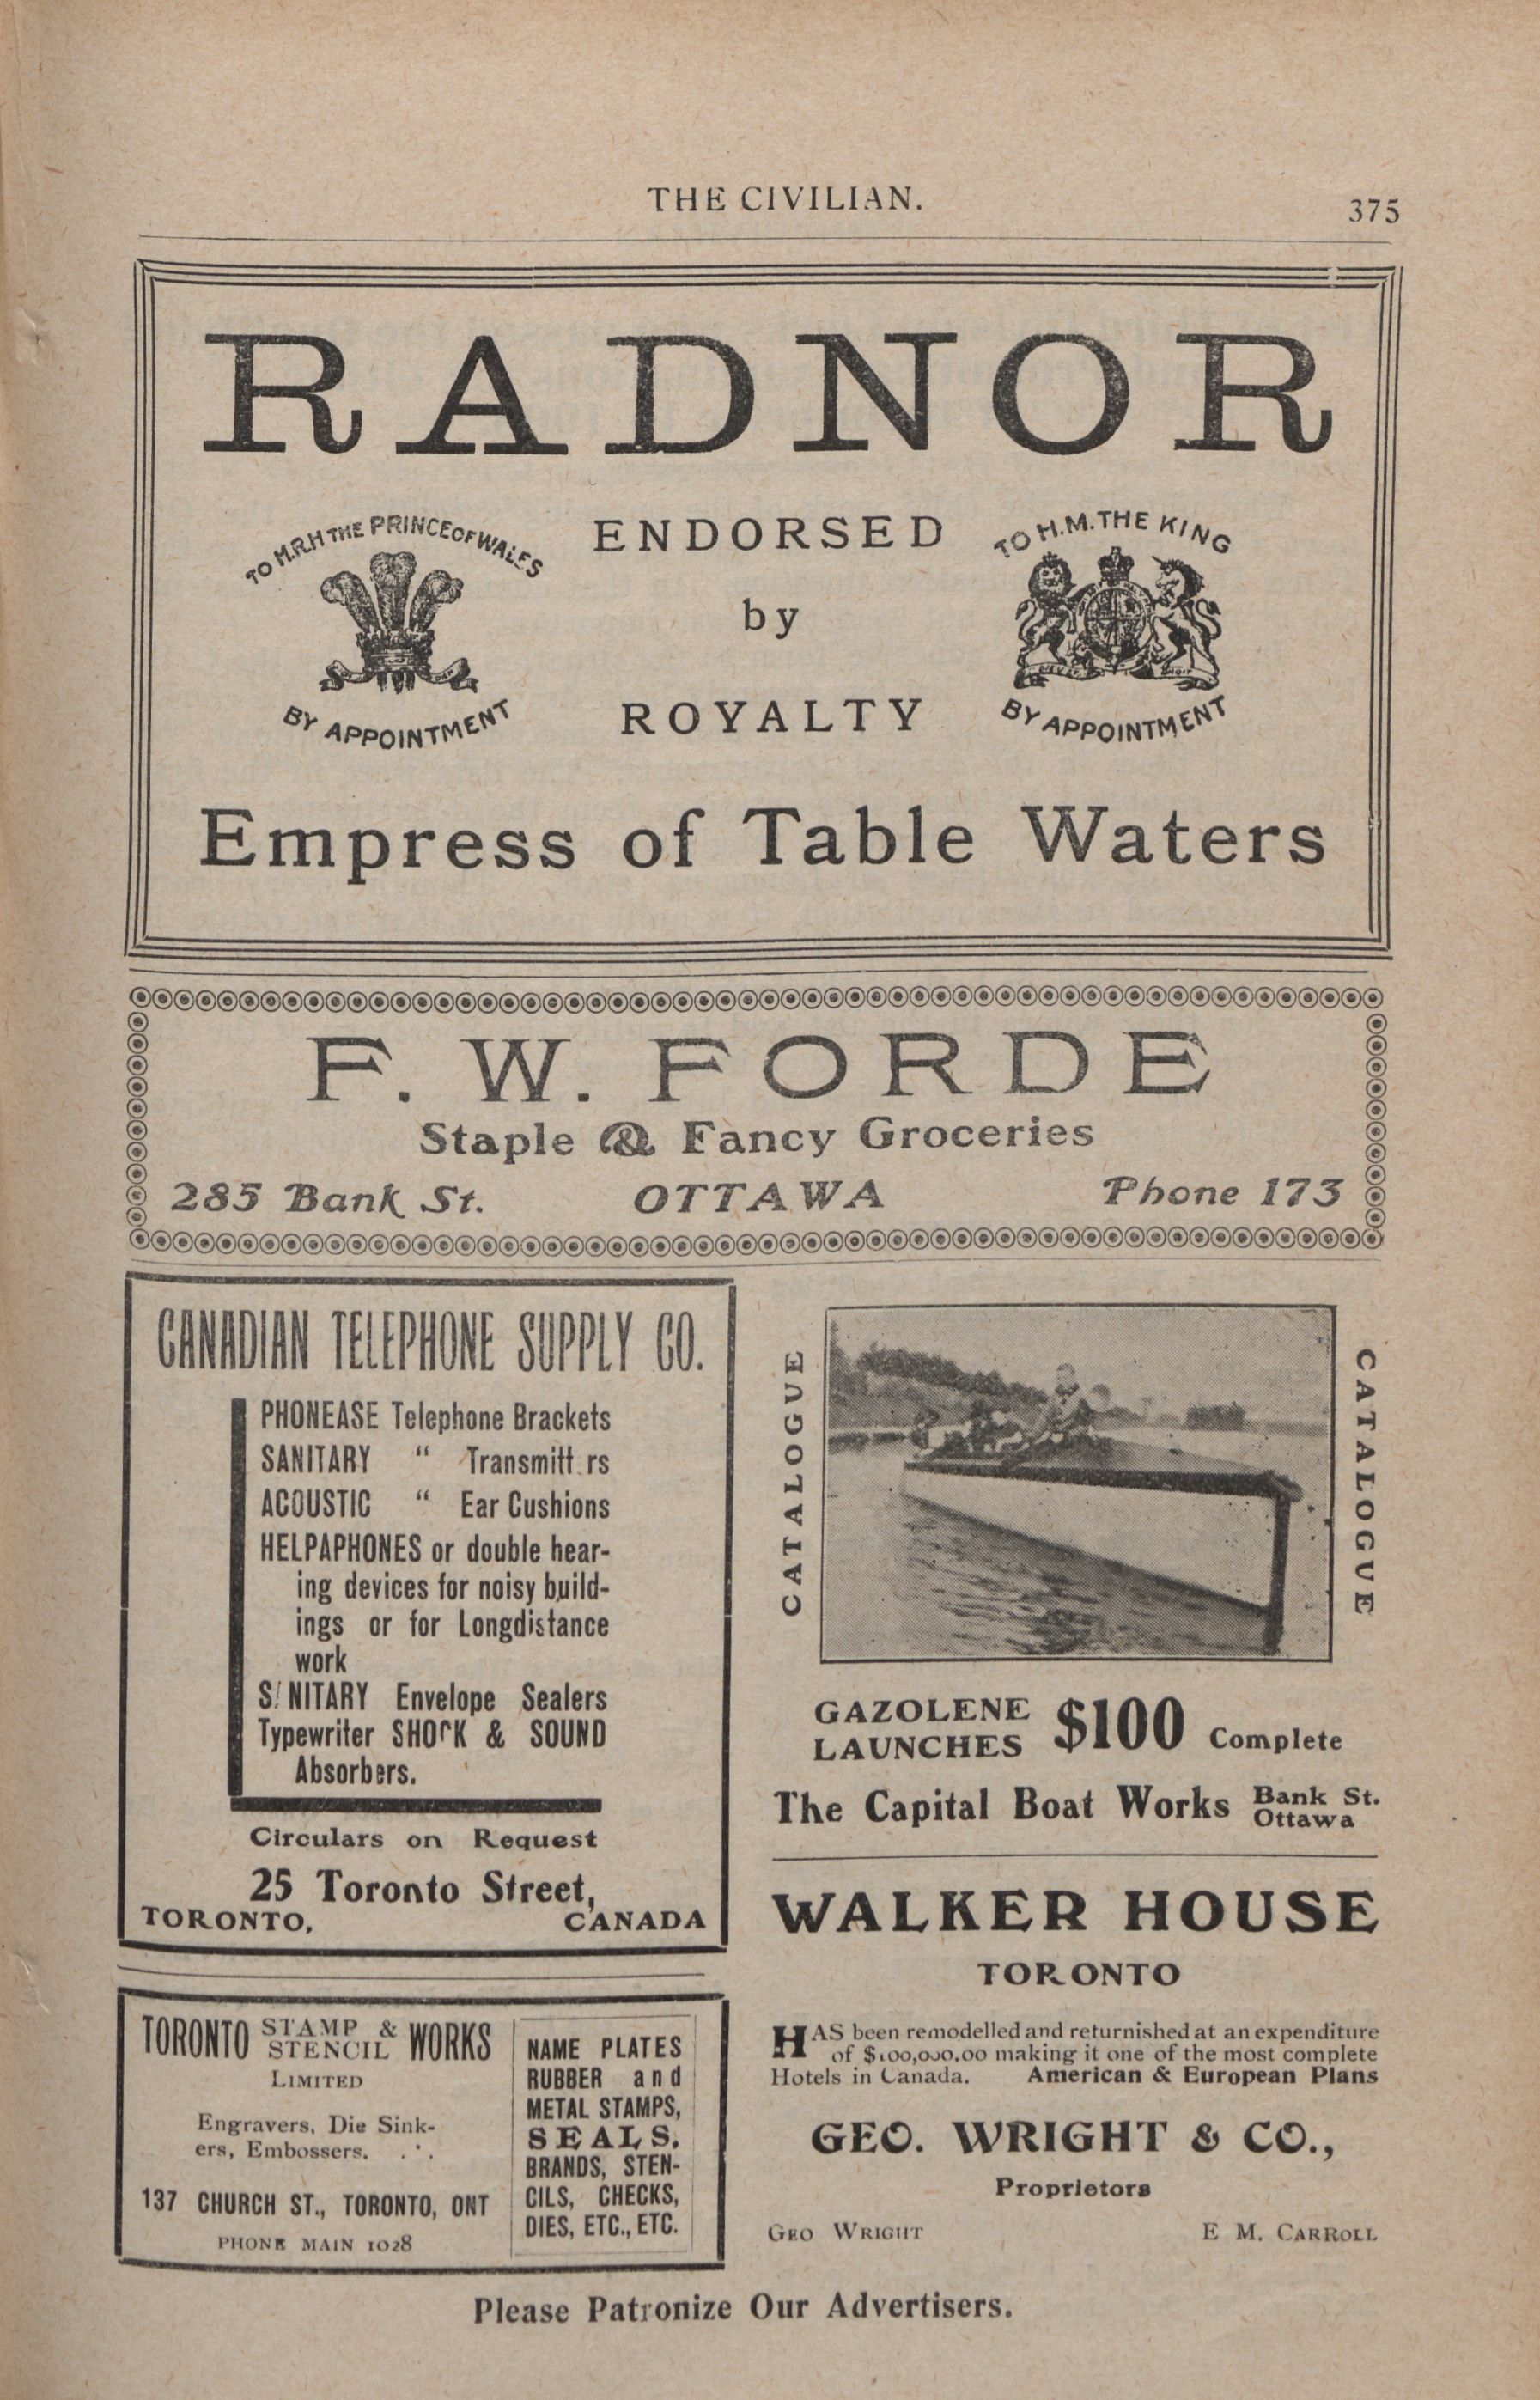 THE CIVILIAN.
375
RADNOR
TO H.R.H THE PRINCE OF WALES
BY APPOINTMENT
ENDORSED
by
ROYALTY
TO H.M. THE KING
BY APPOINTMENT
Empress of Table Waters
F. W. FORDE
Staple & Fancy Groceries
285 Bank St. OTTAWA Phone 173
CANADIAN TELEPHONE SUPPLY CO.
PHONEASE Telephone Brackets
SANITARY “ Transmitt rs
ACOUSTIC “ Ear Cushions
HELPAPHONES or double hear-
ing devices for noisy build-
ings or for Longdistance
work
SANITARY Envelope Sealers
Typewriter SHOCK & SOUND
Absorbers.
Circulars on Request
25 Toronto Street,
TORONTO, CANADA
TORONTO STAMP & STENCIL WORKS
LIMITED
Engravers, Die Sink-
ers, Embossers.
137 CHURCH ST., TORONTO, ONT
PHONE MAIN 1028
NAME PLATES
RUBBER and
METAL STAMPS,
SEALS,
BRANDS, STEN-
CILS, CHECKS,
DIES, ETC., ETC.
CATALOGUE
CATALOGUE
GAZOLENE
LAUNCHES $100 Complete
The Capital Boat Works Bank St.
Ottawa
WALKER HOUSE
TORONTO
HAS been remodelled and returnished at an expenditure
of $100,000.00 making it one of the most complete
Hotels in Canada. American & European Plans
GEO. WRIGHT & CO.,
Proprietors
GEO WRIGHT E M. CARROLL
Please Patronize Our Advertisers.